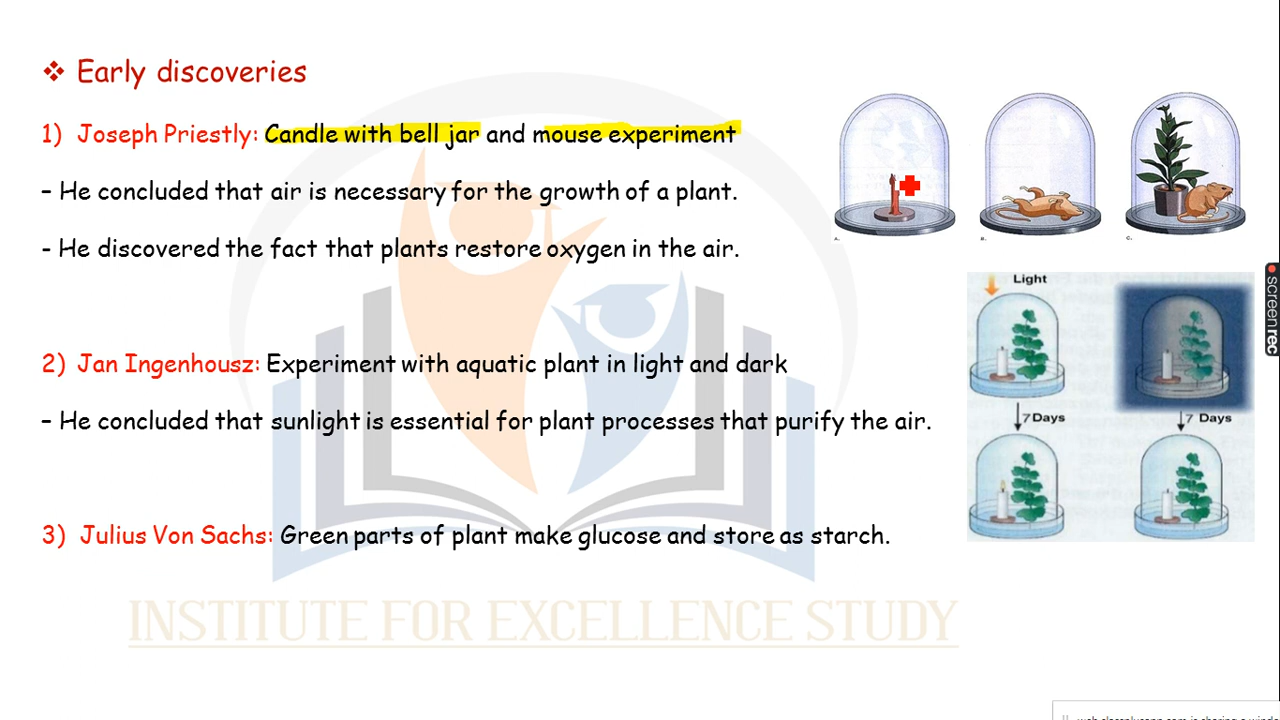 ❖ Early discoveries
1) Joseph Priestly: Candle with bell jar and mouse experiment
- He concluded that air is necessary for the growth of a plant.
- He discovered the fact that plants restore oxygen in the air.
2) Jan Ingenhousz: Experiment with aquatic plant in light and dark
- He concluded that sunlight is essential for plant processes that purify the air.
3) Julius Von Sachs: Green parts of plant make glucose and store as starch.
A.
B.
C.
Light
7 Days
7 Days
INSTITUTE FOR EXCELLENCE STUDY
screenrec